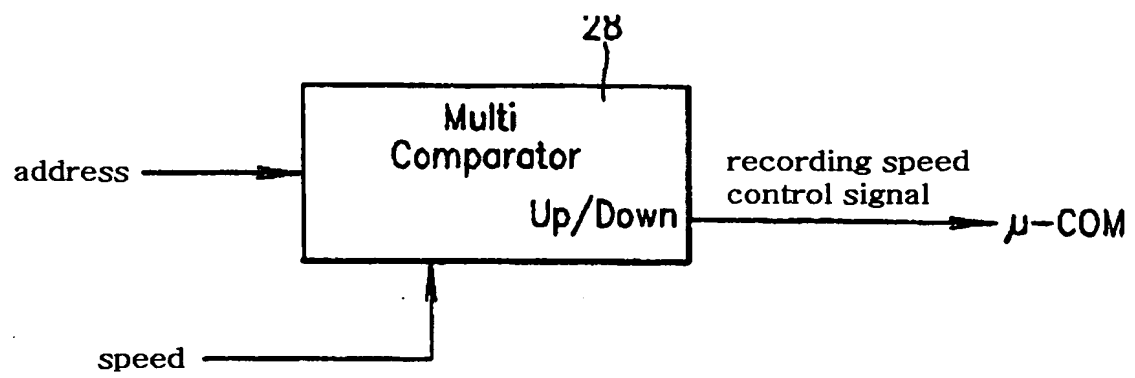 28
Multi
Comparator
address
recording speed
control signal
Up/Down
μ-COM
speed